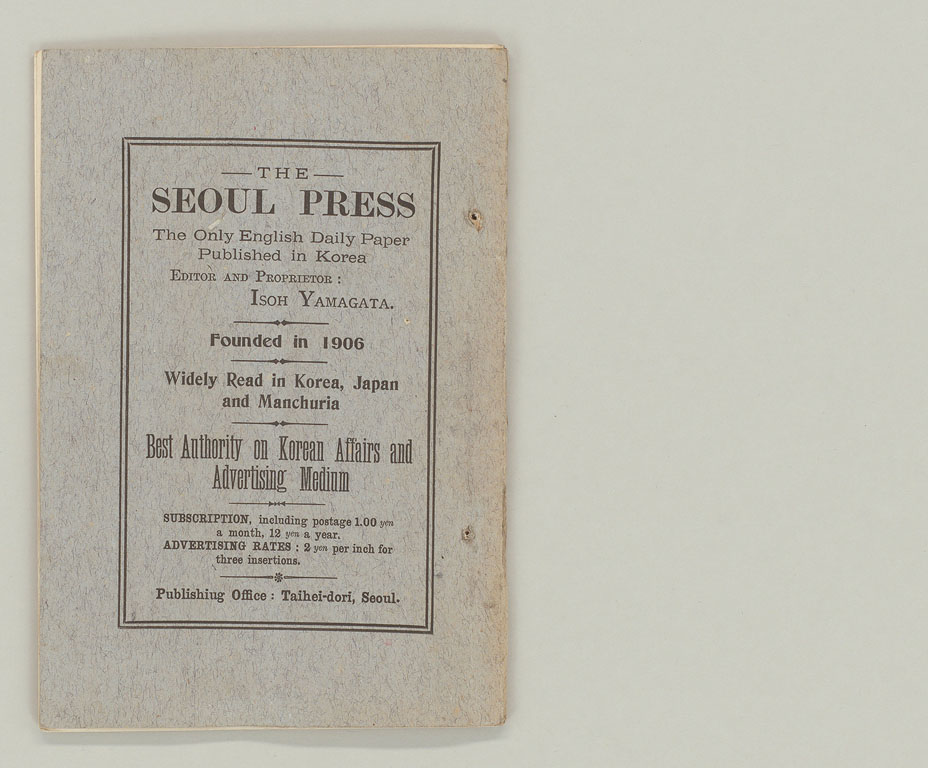 THE
SEOUL PRESS
The Only English Daily Paper
Published in Korea
EDITOR AND PROPRIETOR :
ISOH YAMAGATA.
Founded in 1906
Widely Read in Korea, Japan
and Manchuria
Best Authority on Korean Affairs and
Advertising Medium
SUBSCRIPTION, including postage 1.00 yen
a month, 12 yen a year.
ADVERTISING RATES : 2 yen per inch for
three insertions.
Publishiug Office : Taihei-dori, Seoul.